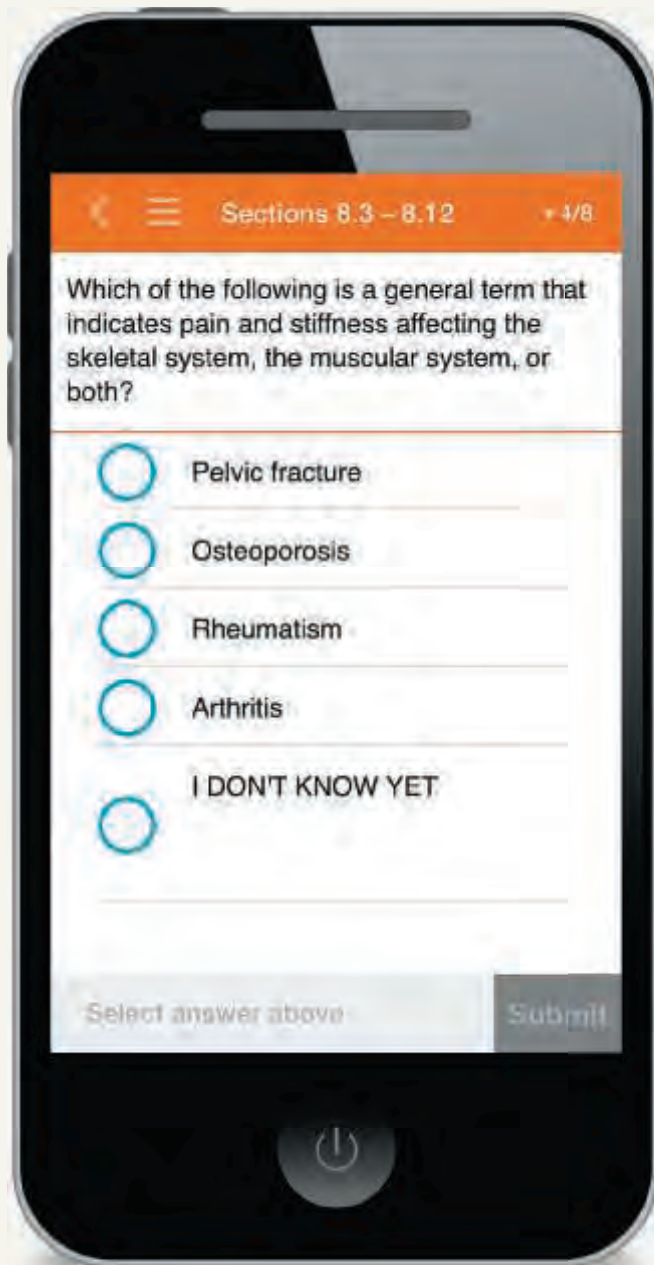 Sections 8.3 – 8.12
4/8
Which of the following is a general term that
indicates pain and stiffness affecting the
skeletal system, the muscular system, or
both?
Pelvic fracture
Osteoporosis
Rheumatism
Arthritis
I DON'T KNOW YET
Select answer above
Submit